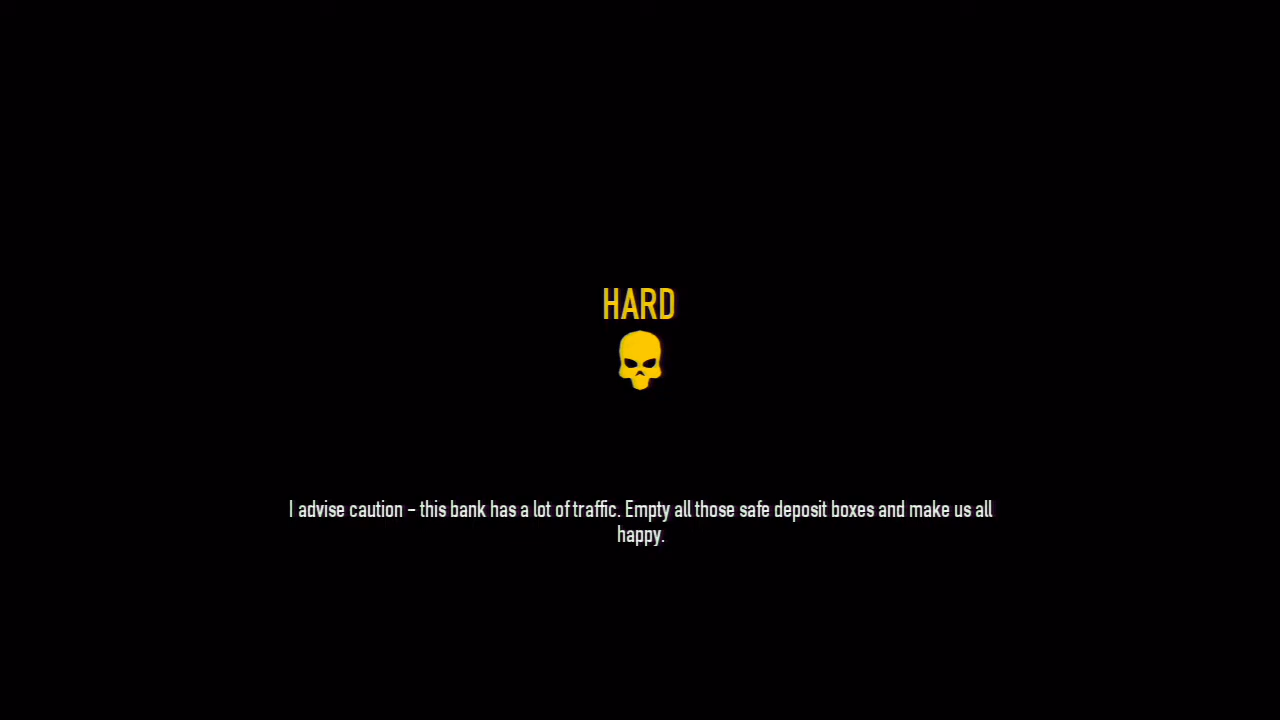 HARD
I advise caution - this bank has a lot of traffic. Empty all those safe deposit boxes and make us all
happy.